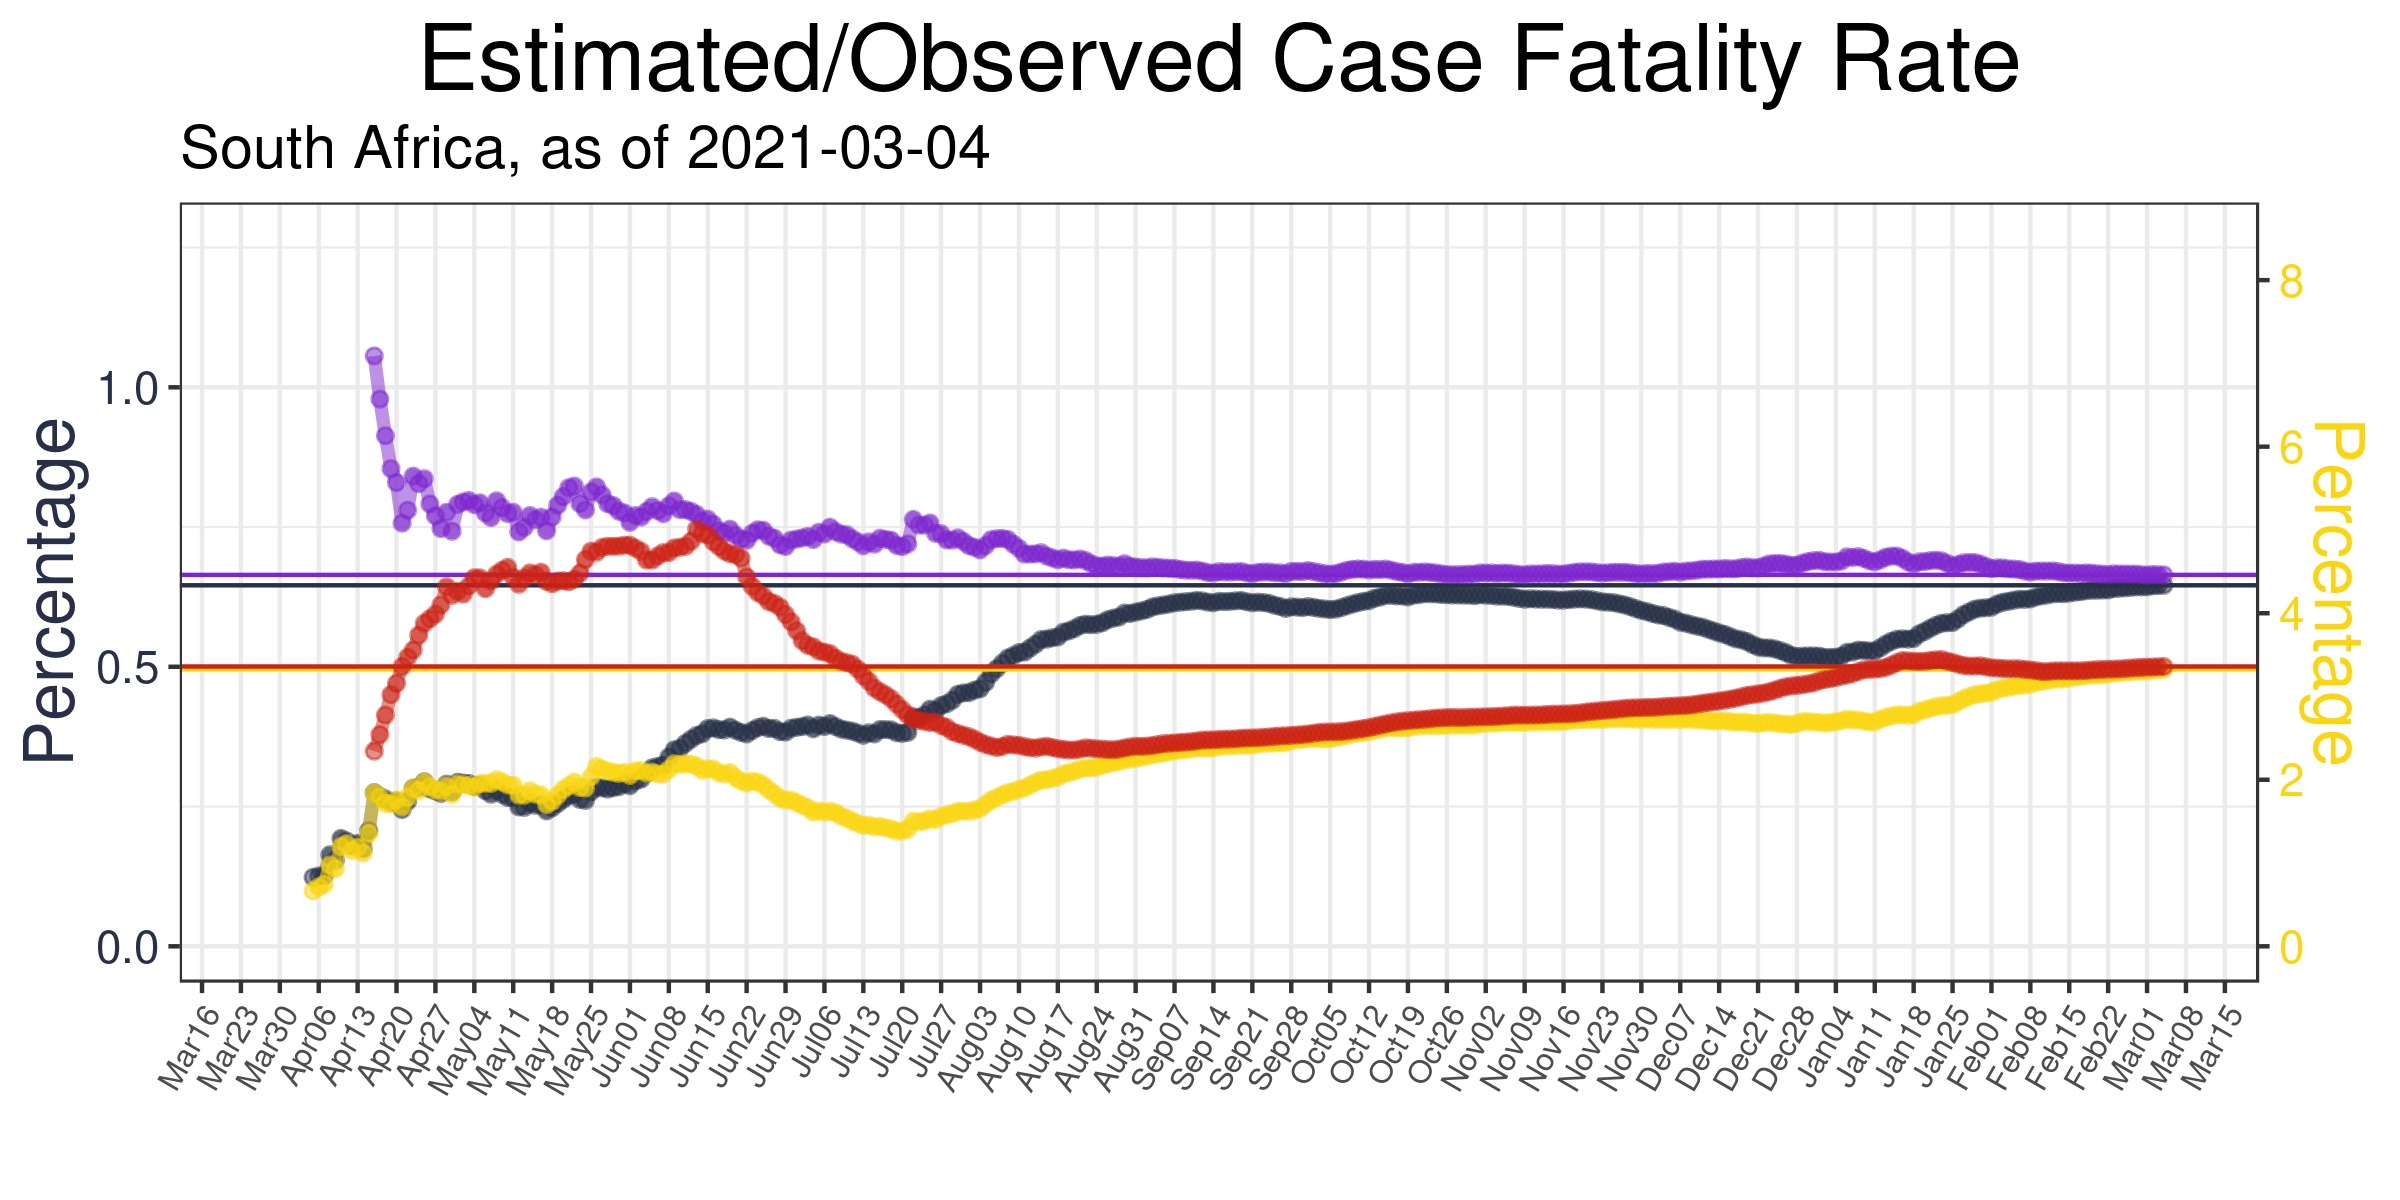 Estimated/Observed Case Fatality Rate
South Africa, as of 2021-03-04
Percentage
1.0
0.5
0.0
8
6
4
2
0
Percentage
Mar16 Mar23 Mar30 Apr06 Apr13 Apr20 Apr27 May04 May11 May18 May25 Jun01 Jun08 Jun15 Jun22 Jun29 Jul06 Jul13 Jul20 Jul27 Aug03 Aug10 Aug17 Aug24 Aug31 Sep07 Sep14 Sep21 Sep28 Oct05 Oct12 Oct19 Oct26 Nov02 Nov09 Nov16 Nov23 Nov30 Dec07 Dec14 Dec21 Dec28 Jan04 Jan11 Jan18 Jan25 Feb01 Feb08 Feb15 Feb22 Mar01 Mar08 Mar15